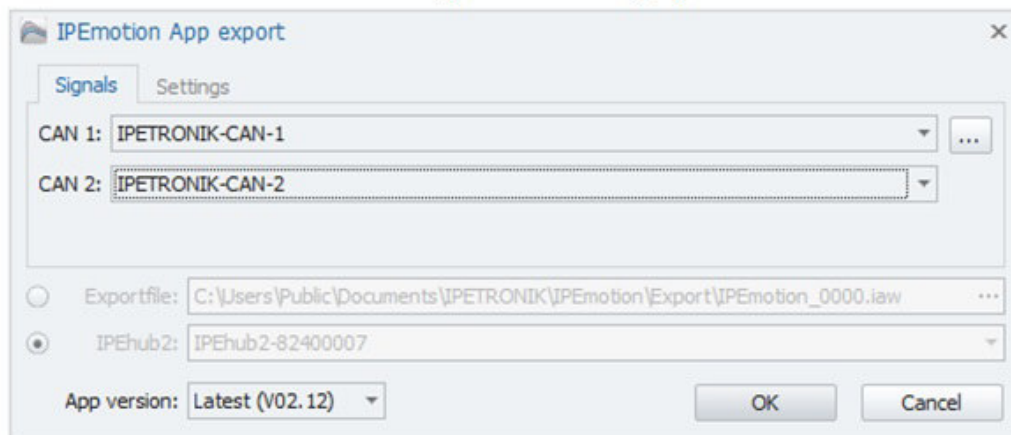 IPEmotion App export
Signals Settings
CAN 1: IPETRONIK-CAN-1 ...
CAN 2: IPETRONIK-CAN-2
Exportfile: C:\Users\Public\Documents\IPETRONIK\IPEmotion\Export\IPEmotion_0000.iaw ...
IPEhub2: IPEhub2-82400007
App version: Latest (V02.12) OK Cancel